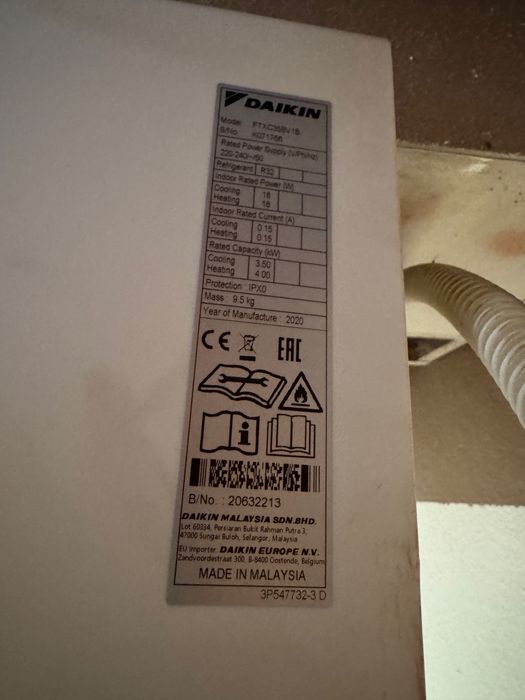 DAIKIN
Model FTXC35BV1B
S/No. K071766
Rated Power Supply (V/Ph/Hz)
220-240/~/50
Refrigerant R32
Indoor Rated Power (W)
Cooling 18
Heating 18
Indoor Rated Current (A)
Cooling 0.15
Heating 0.15
Rated Capacity (kW)
Cooling 3.50
Heating 4.00
Protection : IPX0
Mass : 9.5 kg
Year of Manufacture : 2020
CE EAC
B/No. : 20632213
DAIKIN MALAYSIA SDN.BHD.
Lot 60334, Persiaran Bukit Rahman Putra 3,
47000 Sungai Buloh, Selangor, Malaysia
EU Importer: DAIKIN EUROPE N.V.
Zandvoordestraat 300, B-8400 Oostende, Belgium
MADE IN MALAYSIA
3P547732-3 D